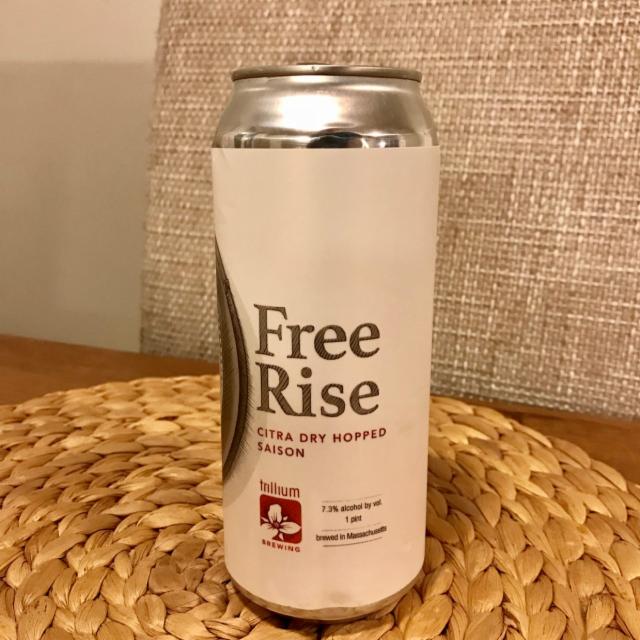 Free
Rise
CITRA DRY HOPPED
SAISON
trillium
BREWING
7.3% alcohol by vol.
1 pint
brewed in Massachusetts